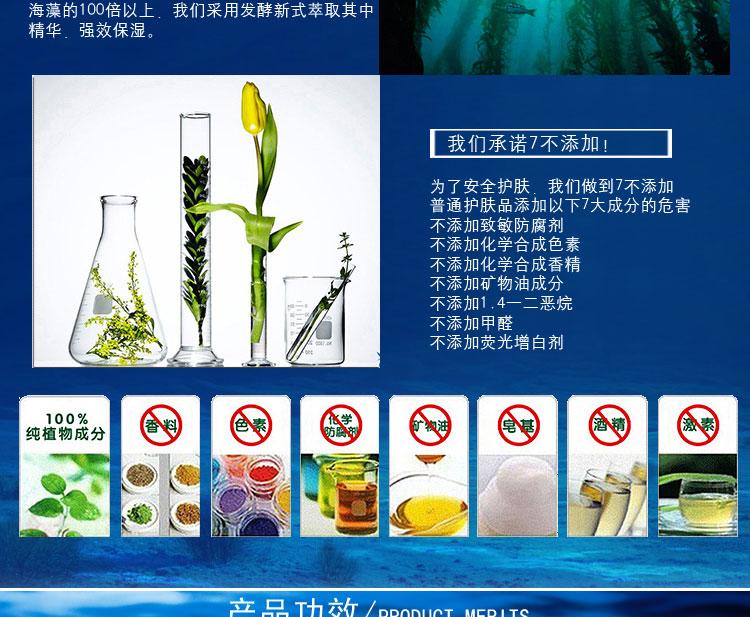 海藻的100倍以上，我们采用发酵新式萃取其中
精华，强效保湿。
我们承诺7不添加！
为了安全护肤，我们做到7不添加
普通护肤品添加以下7大成分的危害
不添加致敏防腐剂
不添加化学合成色素
不添加化学合成香精
不添加矿物油成分
不添加1.4一二恶烷
不添加甲醛
不添加荧光增白剂
100%
纯植物成分
香料
色素
化学
防腐剂
矿物油
皂基
酒精
激素
产品功效/PRODUCT MERITS